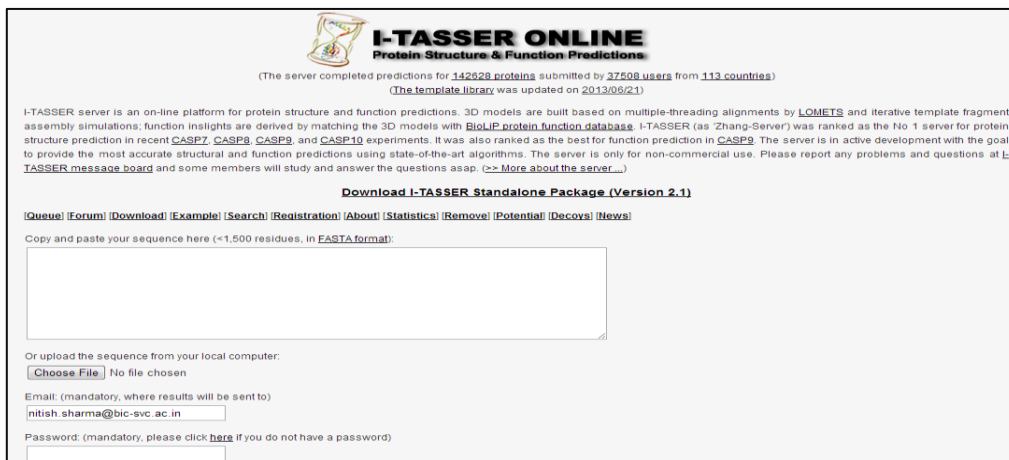 I-TASSER ONLINE
Protein Structure & Function Predictions
(The server completed predictions for 142628 proteins submitted by 37508 users from 113 countries)
(The template library was updated on 2013/06/21)
I-TASSER server is an on-line platform for protein structure and function predictions. 3D models are built based on multiple-threading alignments by LOMETS and iterative template fragment
assembly simulations; function inslights are derived by matching the 3D models with BioLiP protein function database. I-TASSER (as 'Zhang-Server') was ranked as the No 1 server for protein
structure prediction in recent CASP7, CASP8, CASP9, and CASP10 experiments. It was also ranked as the best for function prediction in CASP9. The server is in active development with the goal
to provide the most accurate structural and function predictions using state-of-the-art algorithms. The server is only for non-commercial use. Please report any problems and questions at I-
TASSER message board and some members will study and answer the questions asap. (>> More about the server ...)
Download I-TASSER Standalone Package (Version 2.1)
[Queue] [Forum] [Download] [Example] [Search] [Registration] [About] [Statistics] [Remove] [Potential] [Decoys] [News]
Copy and paste your sequence here (<1,500 residues, in FASTA format):
Or upload the sequence from your local computer:
Choose File No file chosen
Email: (mandatory, where results will be sent to)
nitish.sharma@bic-svc.ac.in
Password: (mandatory, please click here if you do not have a password)